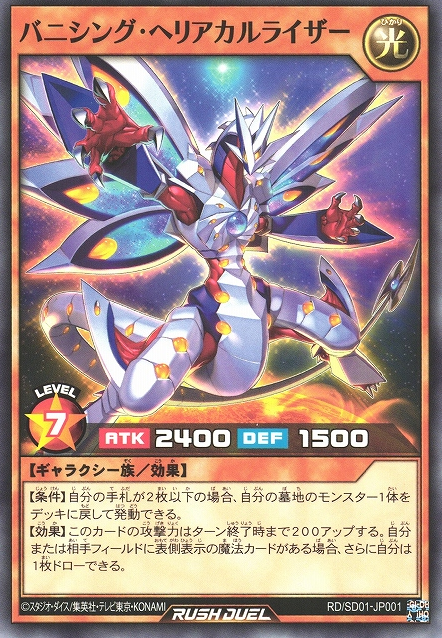 バニシング・ヘリアカルライザー
ひかり
光
LEVEL
7
ATK 2400 DEF 1500
【ギャラクシー族／効果】
【条件】自分の手札が2枚以下の場合、自分の墓地のモンスター1体を
デッキに戻して発動できる。
【効果】このカードの攻撃力はターン終了時まで200アップする。自分
または相手フィールドに表側表示の魔法カードがある場合、さらに自分は
1枚ドローできる。
©スタジオ・ダイス/集英社・テレビ東京・KONAMI
RUSH DUEL
RD/SD01-JP001